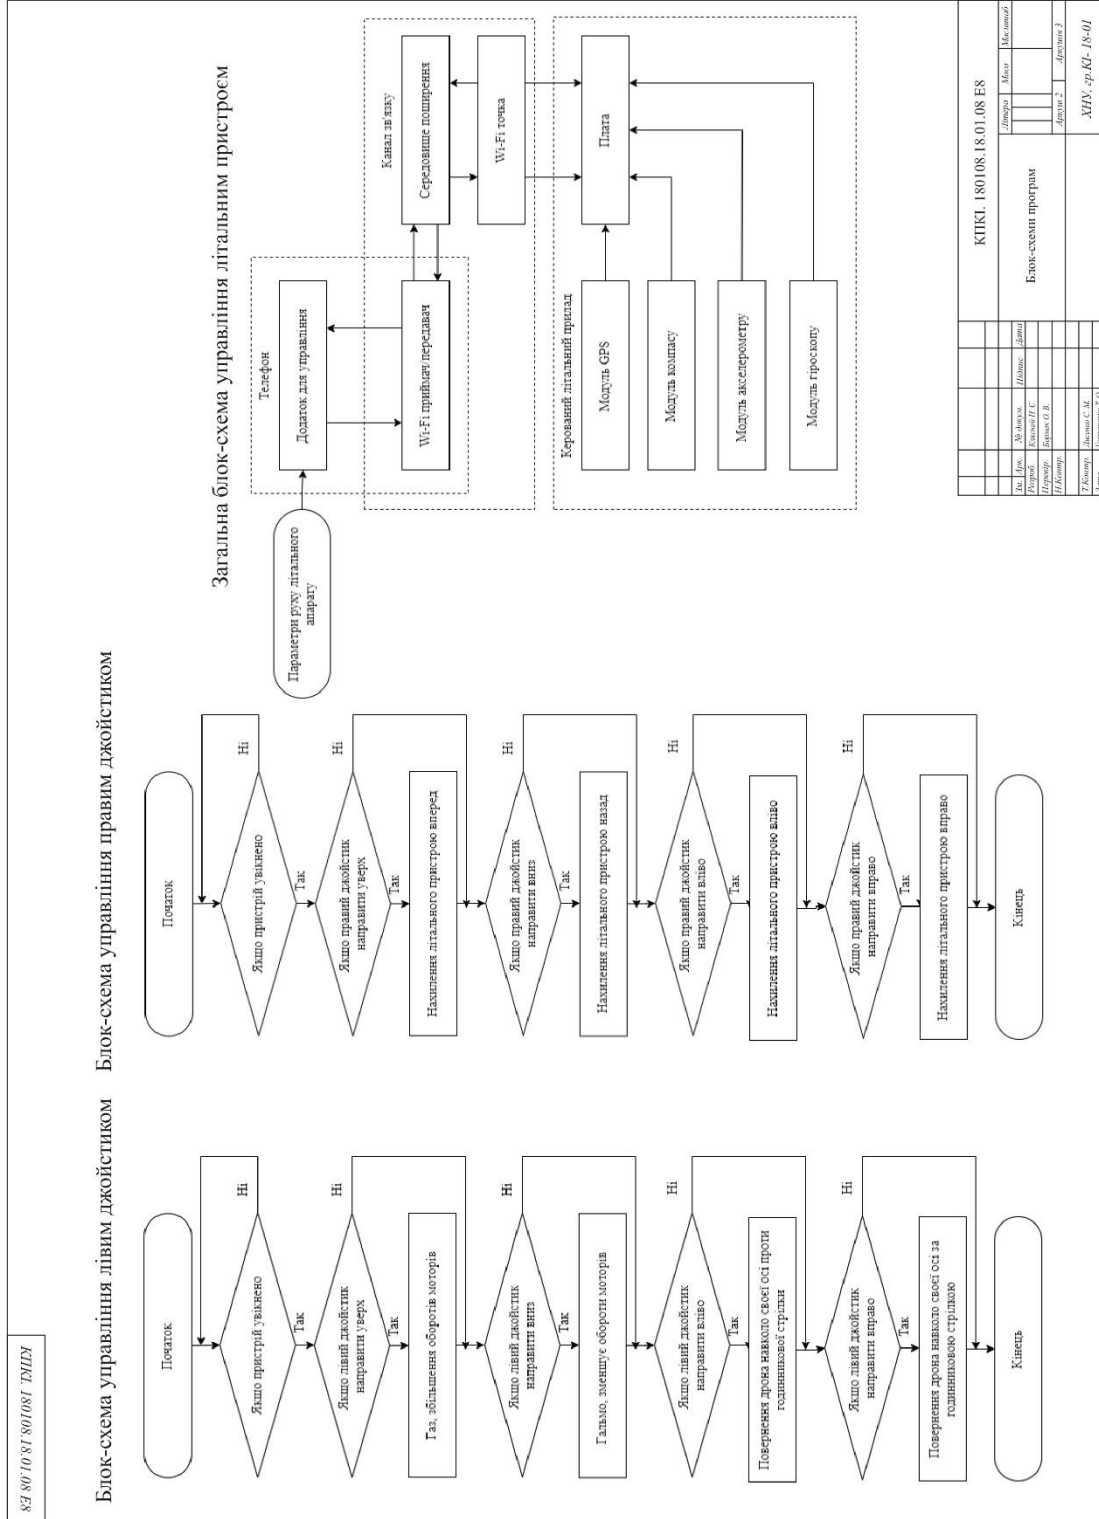 КПКІ. 180108.18.01.08 Е8
Блок-схема управління лівим джойстиком
Початок
Якщо пристрій увікнено
Ні
Так
Якщо лівий джойстик
направити уверх
Ні
Так
Газ, збільшення оборотів моторів
Якщо лівий джойстик
направити вниз
Ні
Так
Гальмо, зменшує обороти моторів
Якщо лівий джойстик
направити вліво
Ні
Так
Повернення дрона навколо своєї осі проти
годинникової стрілки
Якщо лівий джойстик
направити вправо
Ні
Так
Повернення дрона навколо своєї осі за
годинниковою стрілкою
Кінець
Блок-схема управління правим джойстиком
Початок
Якщо пристрій увікнено
Ні
Так
Якщо правий джойстик
направити уверх
Ні
Так
Нахилення літального пристрою вперед
Якщо правий джойстик
направити вниз
Ні
Так
Нахилення літального пристрою назад
Якщо правий джойстик
направити вліво
Ні
Так
Нахилення літального пристрою вліво
Якщо правий джойстик
направити вправо
Ні
Так
Нахилення літального пристрою вправо
Кінець
Загальна блок-схема управління літальним пристроєм
Параметри руху літального
апарату
Телефон
Додаток для управління
Wi-Fi приймач/передавач
Канал зв'язку
Середовище поширення
Wi-Fi точка
Керований літальний прилад
Модуль GPS
Модуль компасу
Модуль акселерометру
Модуль гіроскопу
Плата
КПКІ. 180108.18.01.08 Е8
Блок-схеми програм
Літера
Маса
Масштаб
Аркуш 2
Аркушів 3
ХНУ, гр.КІ- 18-01
Зм.
Арк.
№ докум.
Підпис
Дата
Розроб.
Перевір.
Н.Контр.
Т.Контр.